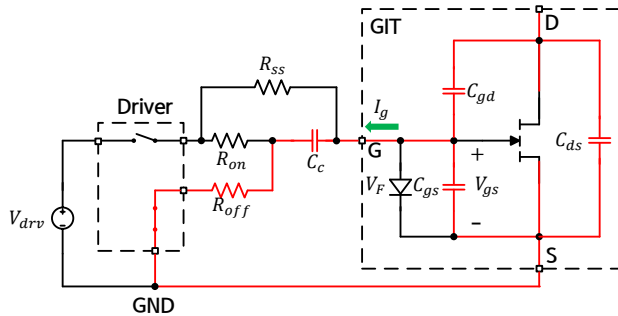 GIT
D
R_ss
C_gd
Driver
I_g
G
R_on
C_c
+
C_ds
V_F
C_gs
V_gs
R_off
V_drv
+
-
−
S
GND